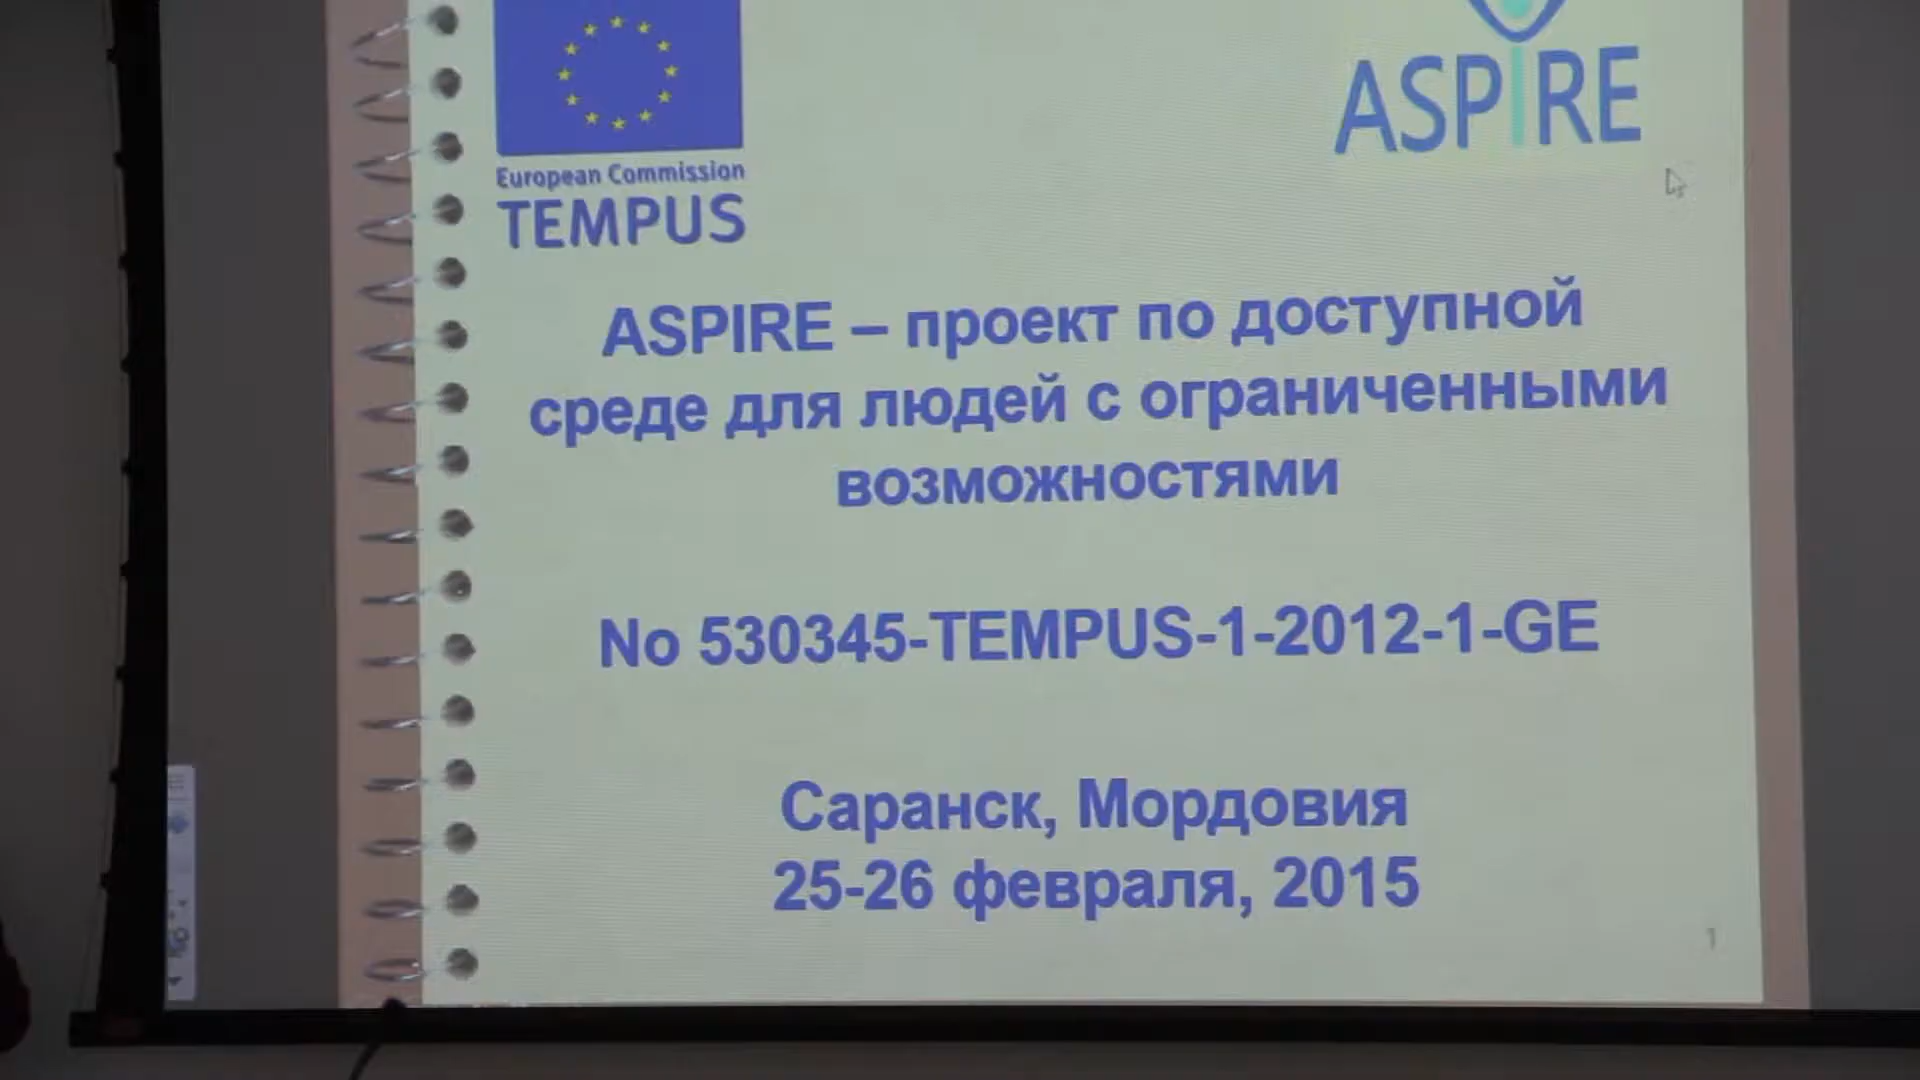 European Commission
TEMPUS
ASPIRE
ASPIRE – проект по доступной
среде для людей с ограниченными
возможностями
No 530345-TEMPUS-1-2012-1-GE
Саранск, Мордовия
25-26 февраля, 2015
1